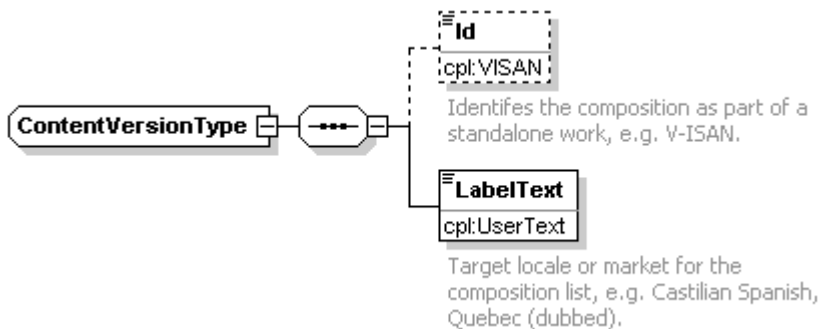 Id
cpl:VISAN
Identifes the composition as part of a
standalone work, e.g. V-ISAN.
ContentVersionType
LabelText
cpl:UserText
Target locale or market for the
composition list, e.g. Castilian Spanish,
Quebec (dubbed).